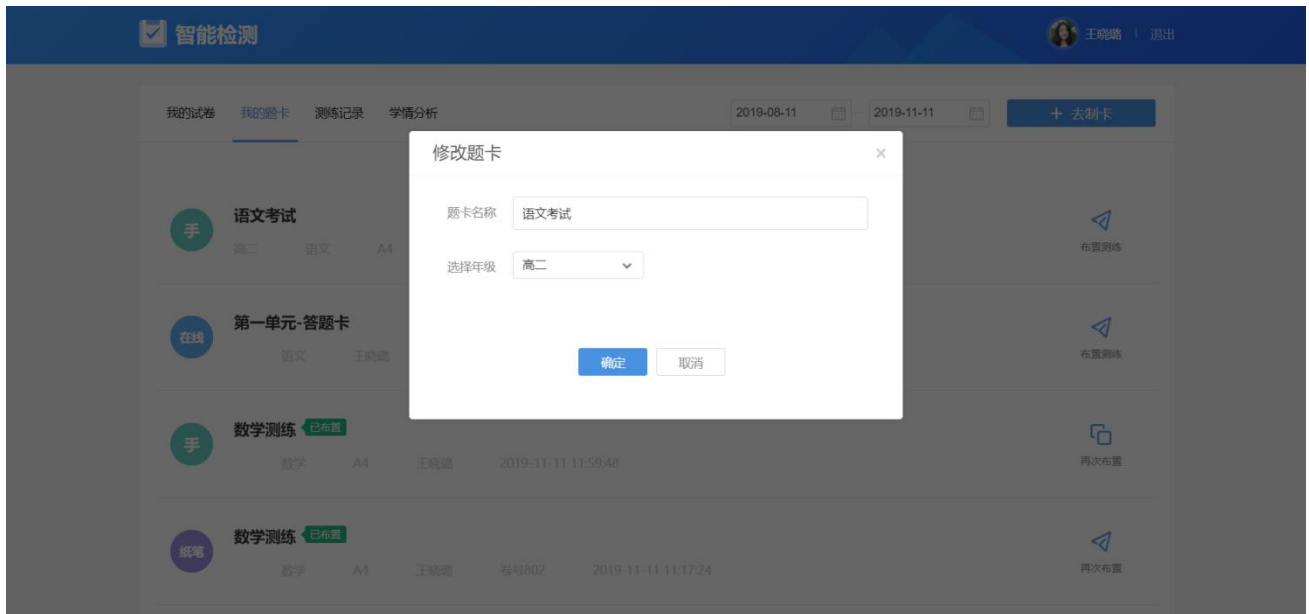 智能检测
王晓璐 | 退出
我的试卷 我的题卡 测练记录 学情分析 2019-08-11 2019-11-11 + 去制卡
修改题卡 ×
题卡名称 语文考试
选择年级 高二
确定 取消
手 语文考试
高三 语文 A4
布置测练
在线 第一单元-答题卡
语文 王晓璐
布置测练
手 数学测练 已布置
数学 A4 王晓璐 2019-11-11 11:59:48
再次布置
纸笔 数学测练 已布置
数学 A4 王晓璐 卷号802 2019-11-11 11:17:24
再次布置